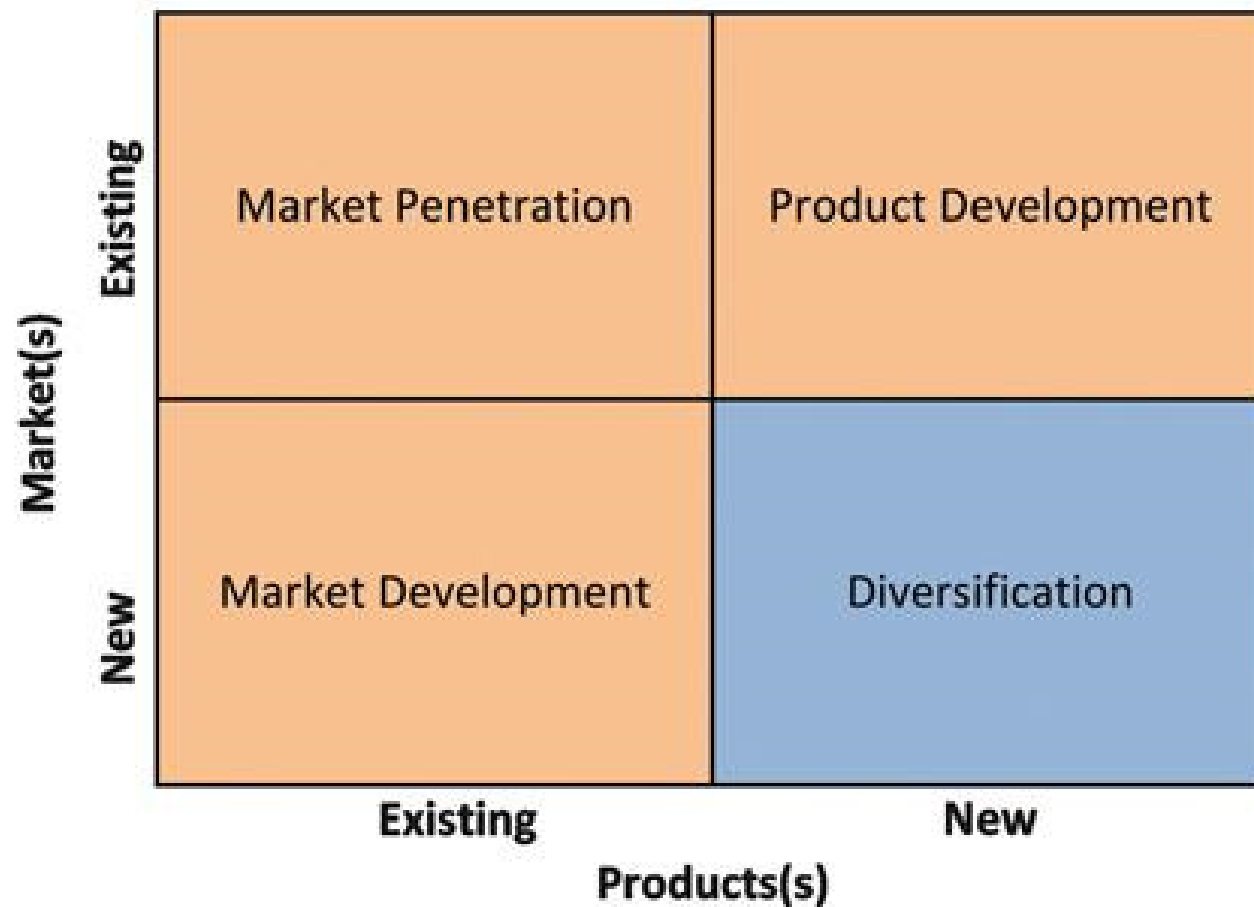 Market(s)
Existing
Market Penetration
Product Development
New
Market Development
Diversification
Existing
New
Products(s)